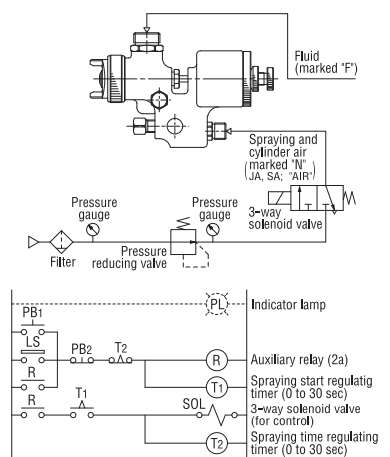 Fluid
(marked "F")
Spraying and
cylinder air
(marked "N"
JA, SA; "AIR")
Pressure
gauge
Pressure
gauge
3-way
solenoid valve
Filter
Pressure
reducing valve
PL
Indicator lamp
PB1
LS
PB2
T2
R
Auxiliary relay (2a)
R
T1
Spraying start regulatig
timer (0 to 30 sec)
R
T1
SOL
3-way solenoid valve
(for control)
T2
Spraying time regulating
timer (0 to 30 sec)